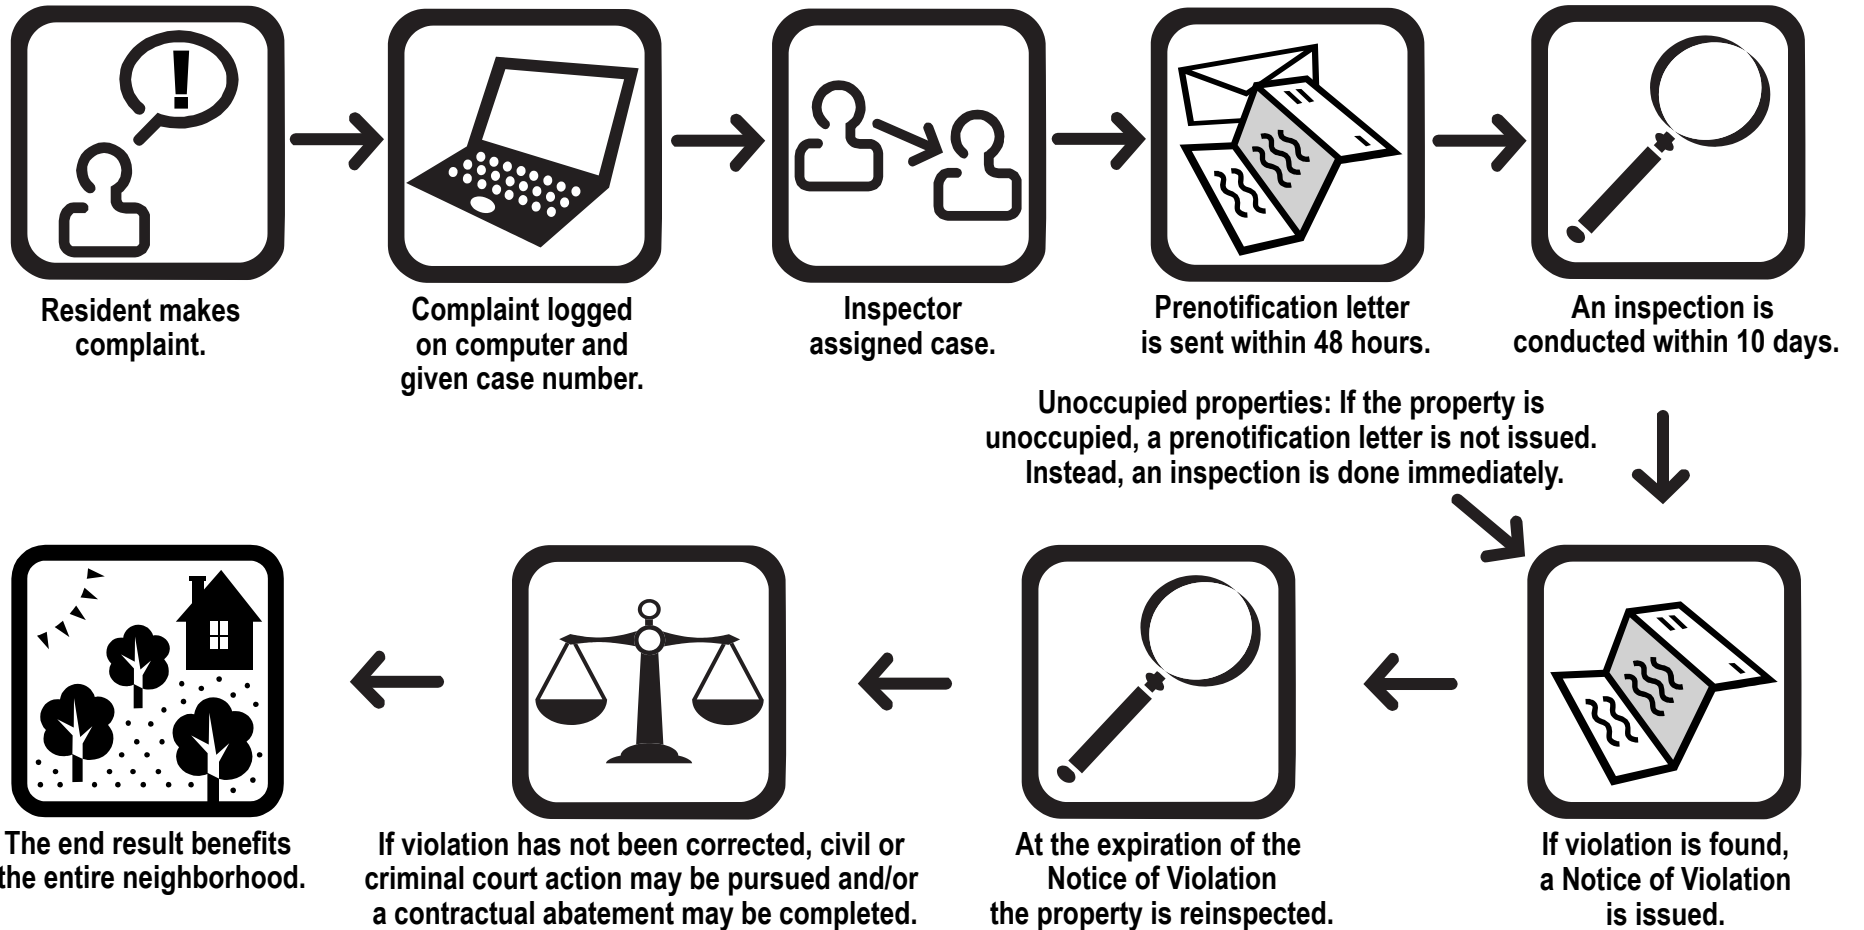 !
Resident makes
complaint.
Complaint logged
on computer and
given case number.
Inspector
assigned case.
Prenotification letter
is sent within 48 hours.
An inspection is
conducted within 10 days.
Unoccupied properties: If the property is
unoccupied, a prenotification letter is not issued.
Instead, an inspection is done immediately.
If violation is found,
a Notice of Violation
is issued.
At the expiration of the
Notice of Violation
the property is reinspected.
If violation has not been corrected, civil or
criminal court action may be pursued and/or
a contractual abatement may be completed.
The end result benefits
the entire neighborhood.